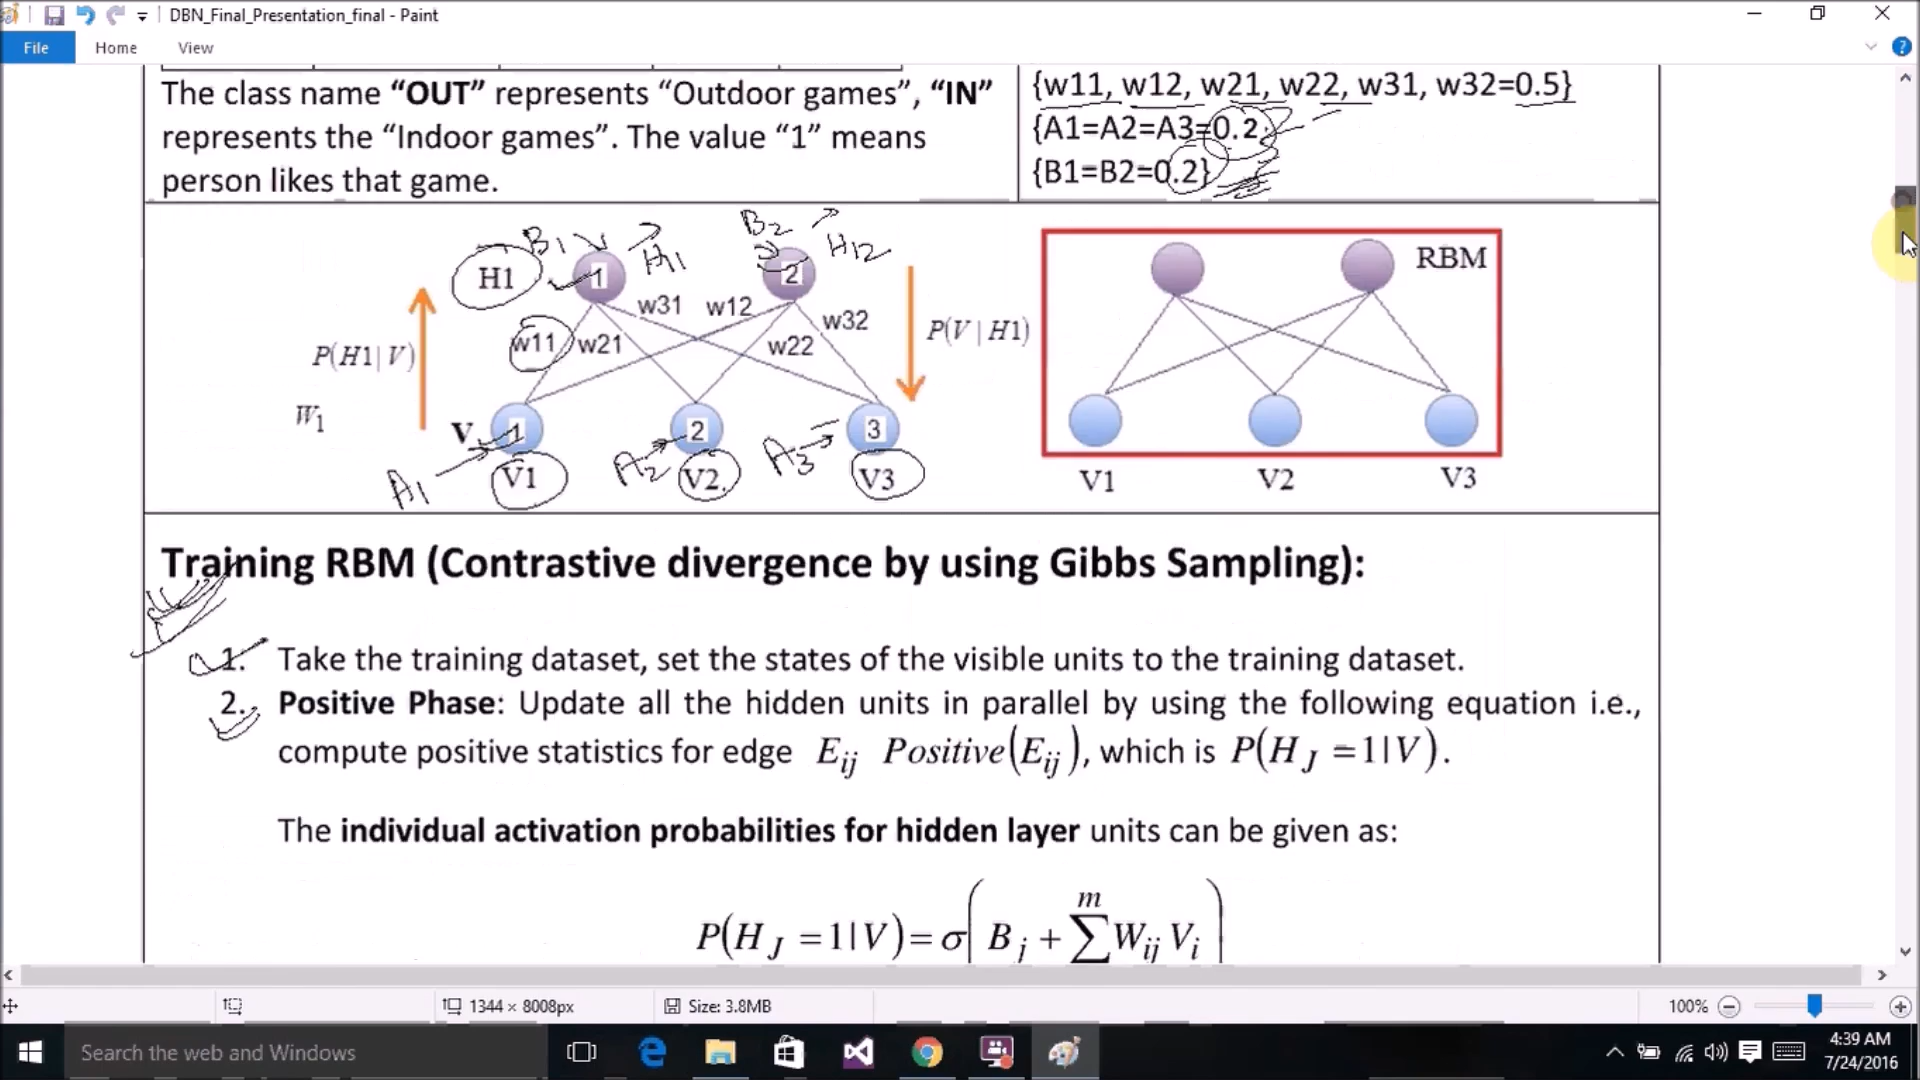 DBN_Final_Presentation_final - Paint
File Home View
The class name “OUT” represents “Outdoor games”, “IN”
represents the “Indoor games”. The value “1” means
person likes that game.
{w11, w12, w21, w22, w31, w32=0.5}
{A1=A2=A3=0.2}
{B1=B2=0.2}
B1 H1 B2 H12
H1 1 2
w31 w12 w32
w11 w21 w22
P(H1|V) P(V|H1)
W1
V 1 2 3
A1 V1 A2 V2 A3 V3
RBM
V1 V2 V3
Training RBM (Contrastive divergence by using Gibbs Sampling):
1. Take the training dataset, set the states of the visible units to the training dataset.
2. Positive Phase: Update all the hidden units in parallel by using the following equation i.e.,
compute positive statistics for edge Eij Positive(Eij), which is P(HJ=1|V).
The individual activation probabilities for hidden layer units can be given as:
P(HJ=1|V)=σ(Bj+∑WijVi)
m
1344 × 8008px Size: 3.8MB 100%
Search the web and Windows
4:39 AM
7/24/2016